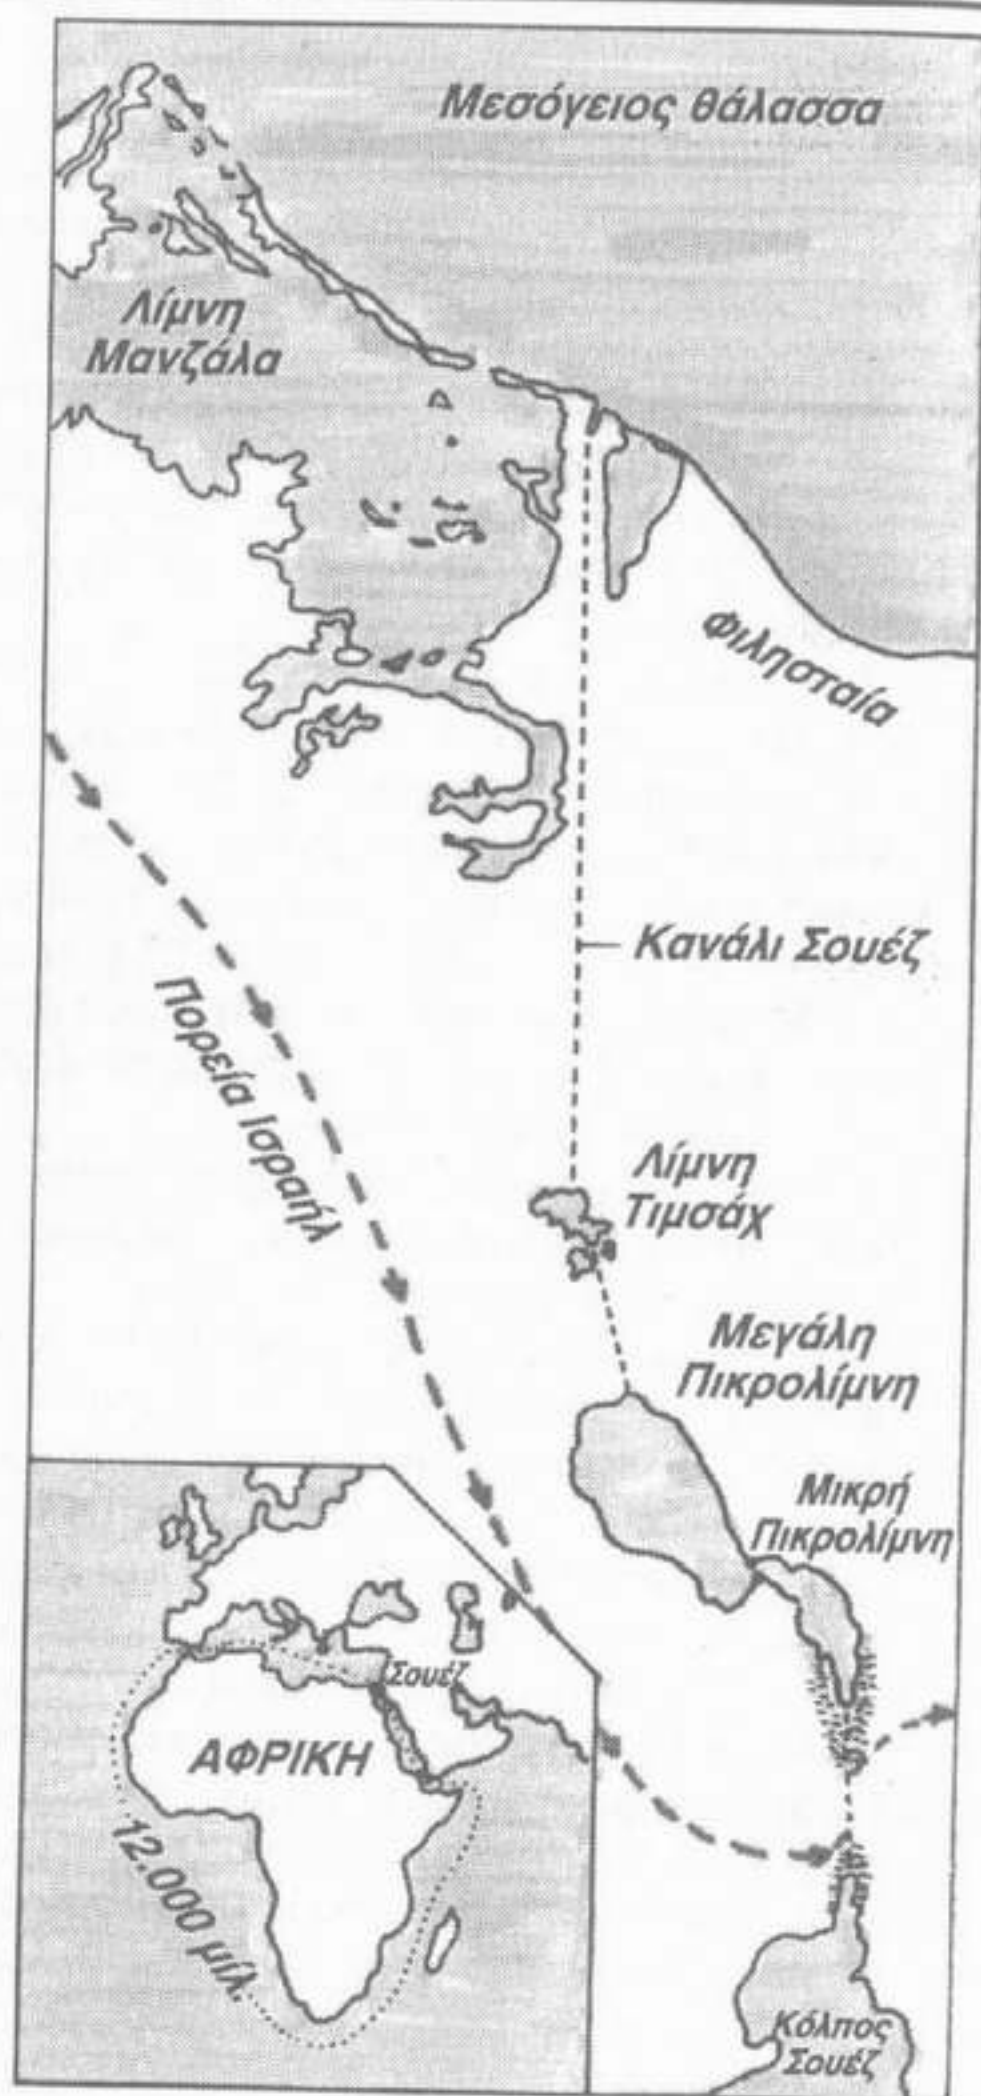 Μεσόγειος θάλασσα
Λίμνη
Μανζάλα
Φιλησταία
Κανάλι Σουέζ
Πορεία Ισραήλ
Λίμνη
Τιμσάχ
Μεγάλη
Πικρολίμνη
Μικρή
Πικρολίμνη
Σουέζ
ΑΦΡΙΚΗ
12.000 μίλ.
Κόλπος
Σουέζ